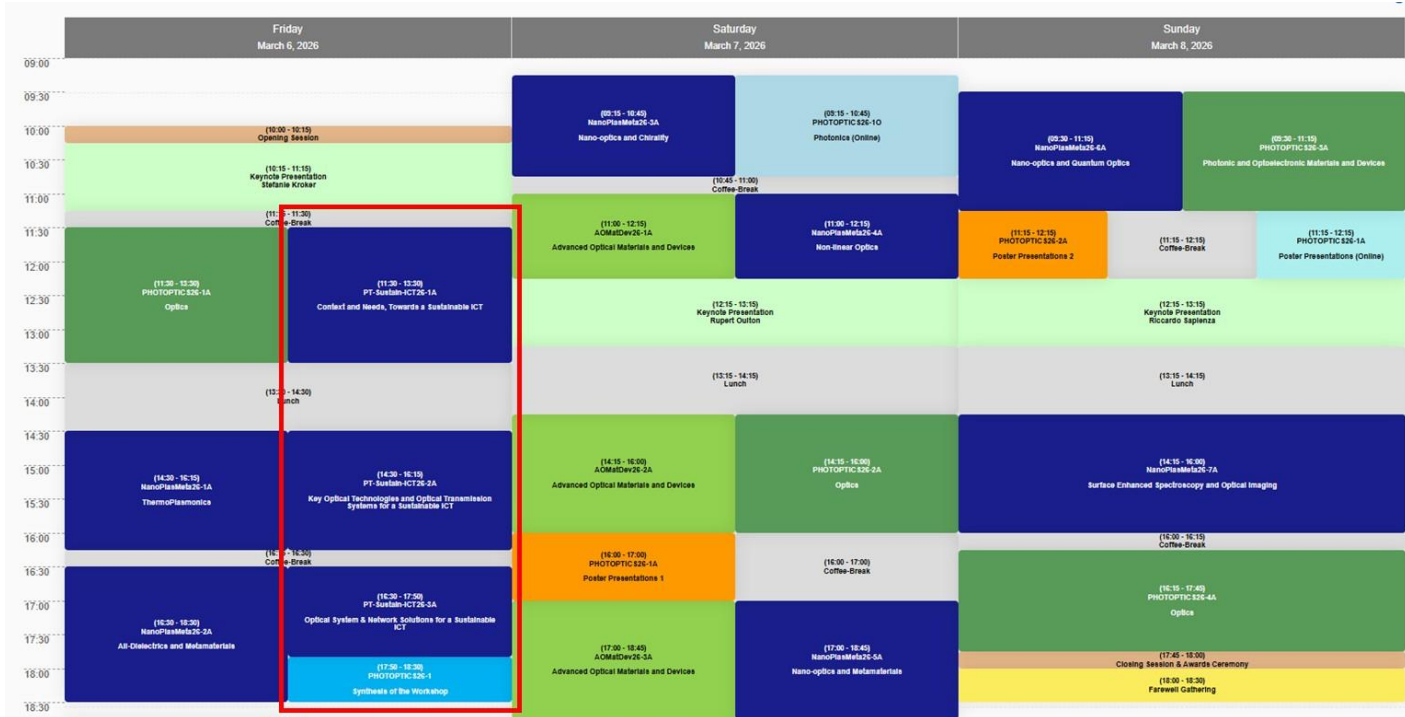 Friday
March 6, 2026
Saturday
March 7, 2026
Sunday
March 8, 2026
09:00
09:30
10:00
10:30
11:00
11:30
12:00
12:30
13:00
13:30
14:00
14:30
15:00
15:30
16:00
16:30
17:00
17:30
18:00
18:30
(10:00 - 10:15)
Opening Session
(10:15 - 11:15)
Keynote Presentation
Stefanie Kroker
(11:15 - 11:30)
Coffee-Break
(11:30 - 13:30)
PHOTOPTICS26-1A
Optics
(11:30 - 13:30)
PT-Sustain-ICT26-1A
Context and Needs, Towards a Sustainable ICT
(13:30 - 14:30)
Lunch
(14:30 - 16:15)
NanoPlasMeta26-1A
ThermoPlasmonics
(14:30 - 16:15)
PT-Sustain-ICT26-2A
Key Optical Technologies and Optical Transmission
Systems for a Sustainable ICT
(16:15 - 16:30)
Coffee-Break
(16:30 - 18:30)
NanoPlasMeta26-2A
All-Dielectrics and Metamaterials
(16:30 - 17:50)
PT-Sustain-ICT26-3A
Optical System & Network Solutions for a Sustainable
ICT
(17:50 - 18:30)
PHOTOPTICS26-1
Synthesis of the Workshop
(09:15 - 10:45)
NanoPlasMeta26-3A
Nano-optics and Chirality
(09:15 - 10:45)
PHOTOPTICS26-1O
Photonics (Online)
(10:45 - 11:00)
Coffee-Break
(11:00 - 12:15)
AOMatDev26-1A
Advanced Optical Materials and Devices
(11:00 - 12:15)
NanoPlasMeta26-4A
Non-linear Optics
(12:15 - 13:15)
Keynote Presentation
Rupert Oulton
(13:15 - 14:15)
Lunch
(14:15 - 16:00)
AOMatDev26-2A
Advanced Optical Materials and Devices
(14:15 - 16:00)
PHOTOPTICS26-2A
Optics
(16:00 - 17:00)
PHOTOPTICS26-1A
Poster Presentations 1
(16:00 - 17:00)
Coffee-Break
(17:00 - 18:45)
AOMatDev26-3A
Advanced Optical Materials and Devices
(17:00 - 18:45)
NanoPlasMeta26-5A
Nano-optics and Metamaterials
(09:30 - 11:15)
NanoPlasMeta26-6A
Nano-optics and Quantum Optics
(09:30 - 11:15)
PHOTOPTICS26-3A
Photonic and Optoelectronic Materials and Devices
(11:15 - 12:15)
PHOTOPTICS26-2A
Poster Presentations 2
(11:15 - 12:15)
Coffee-Break
(11:15 - 12:15)
PHOTOPTICS26-1A
Poster Presentations (Online)
(12:15 - 13:15)
Keynote Presentation
Riccardo Sapienza
(13:15 - 14:15)
Lunch
(14:15 - 16:00)
NanoPlasMeta26-7A
Surface Enhanced Spectroscopy and Optical Imaging
(16:00 - 16:15)
Coffee-Break
(16:15 - 17:45)
PHOTOPTICS26-4A
Optics
(17:45 - 18:00)
Closing Session & Awards Ceremony
(18:00 - 18:30)
Farewell Gathering